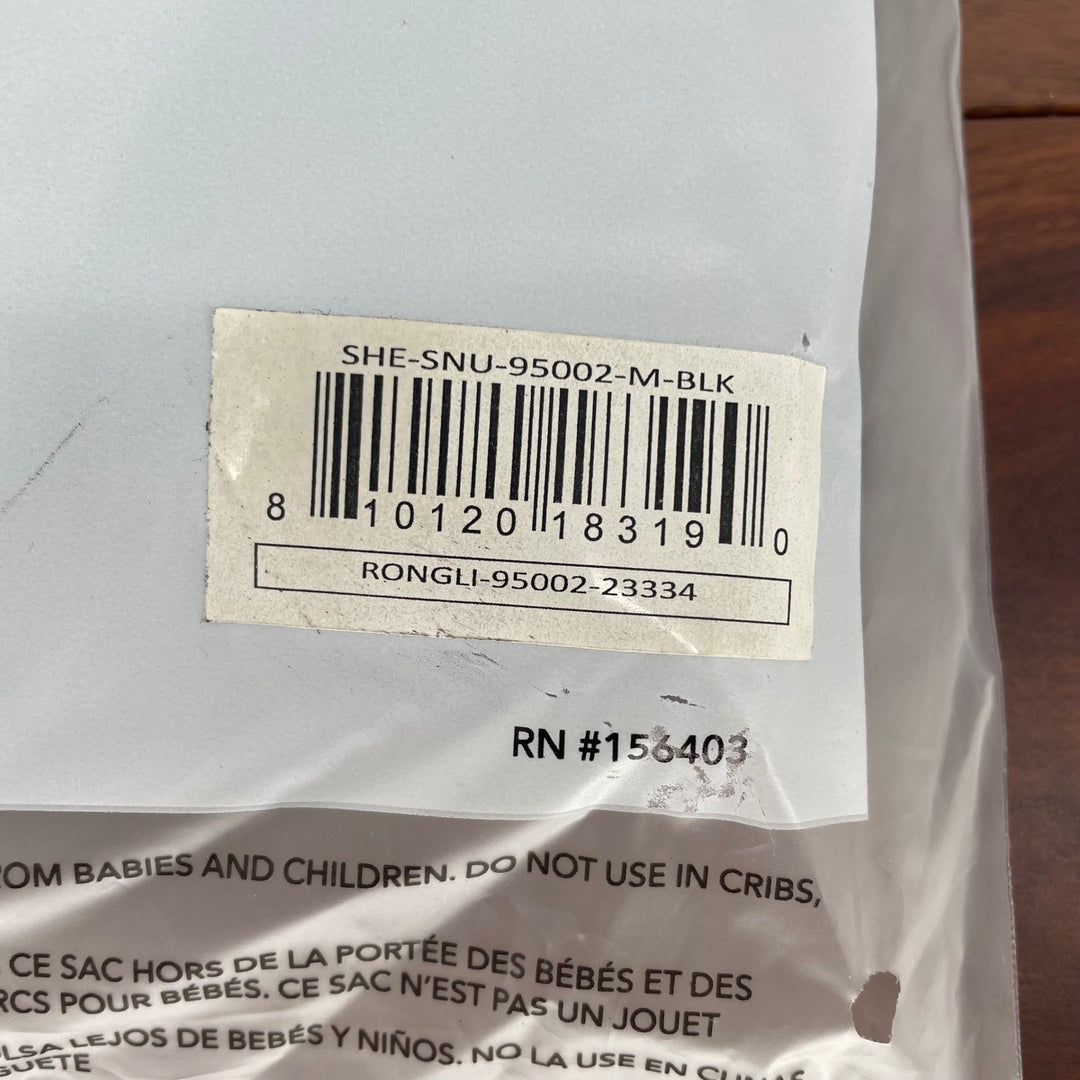 SHE-SNU-95002-M-BLK
8 10120 18319 0
RONGLI-95002-23334
RN #156403
BABIES AND CHILDREN. DO NOT USE IN CRIBS,
CE SAC HORS DE LA PORTÉE DES BÉBÉS ET DES
POUR BÉBÉS. CE SAC N'EST PAS UN JOUET
LEJOS DE BEBÉS Y NIÑOS. NO LA USE EN